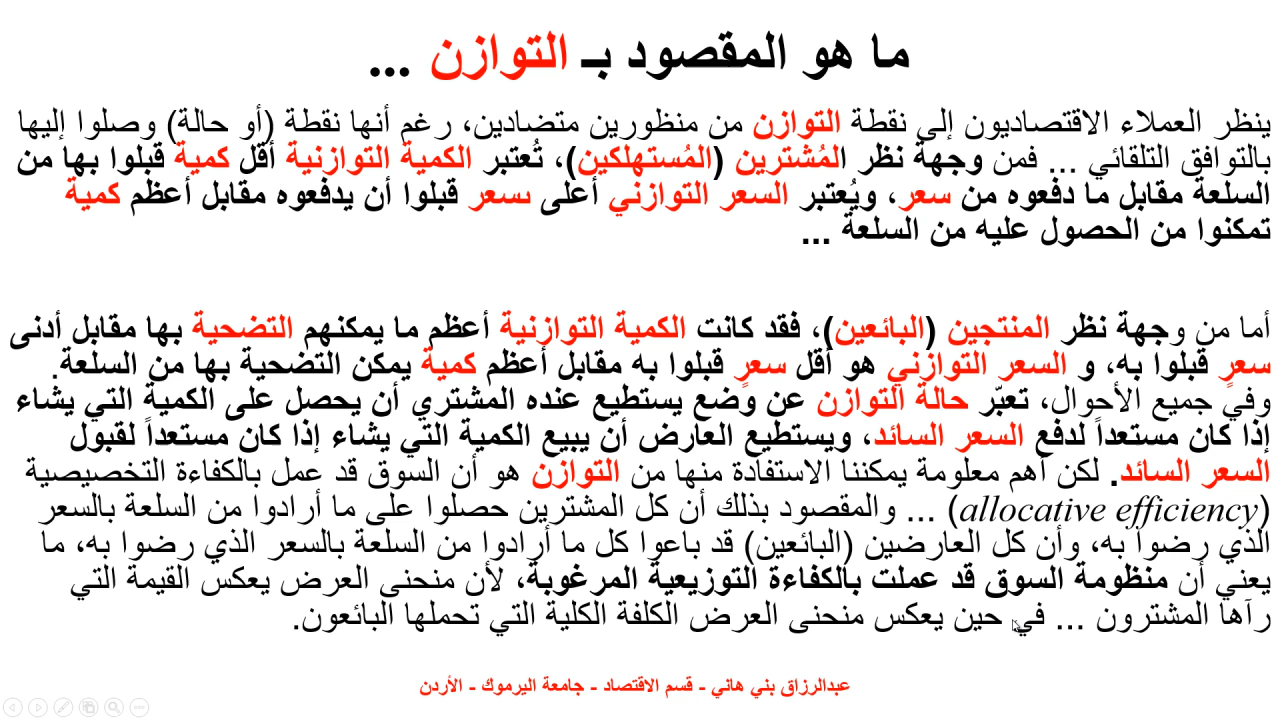 ما هو المقصود بـ التوازن ...
ينظر العملاء الاقتصاديون إلى نقطة التوازن من منظورين متضادين، رغم أنها نقطة (أو حالة) وصلوا إليها
بالتوافق التلقائي ... فمن وجهة نظر المُشترين (المُستهلكين)، تُعتبر الكمية التوازنية أقل كمية قبلوا بها من
السلعة مقابل ما دفعوه من سعر، ويُعتبر السعر التوازني أعلى سعر قبلوا أن يدفعوه مقابل أعظم كمية
تمكنوا من الحصول عليه من السلعة ...
أما من وجهة نظر المنتجين (البائعين)، فقد كانت الكمية التوازنية أعظم ما يمكنهم التضحية بها مقابل أدنى
سعرٍ قبلوا به، و السعر التوازني هو أقل سعرٍ قبلوا به مقابل أعظم كمية يمكن التضحية بها من السلعة.
وفي جميع الأحوال، تعبّر حالة التوازن عن وضع يستطيع عنده المشتري أن يحصل على الكمية التي يشاء
إذا كان مستعداً لدفع السعر السائد، ويستطيع العارض أن يبيع الكمية التي يشاء إذا كان مستعداً لقبول
السعر السائد. لكن أهم معلومة يمكننا الاستفادة منها من التوازن هو أن السوق قد عمل بالكفاءة التخصيصية
(allocative efficiency) ... والمقصود بذلك أن كل المشترين حصلوا على ما أرادوا من السلعة بالسعر
الذي رضوا به، وأن كل العارضين (البائعين) قد باعوا كل ما أرادوا من السلعة بالسعر الذي رضوا به، ما
يعني أن منظومة السوق قد عملت بالكفاءة التوزيعية المرغوبة، لأن منحنى العرض يعكس القيمة التي
رآها المشترون ... في حين يعكس منحنى العرض الكلفة الكلية التي تحملها البائعون.
عبدالرزاق بني هاني - قسم الاقتصاد - جامعة اليرموك - الأردن